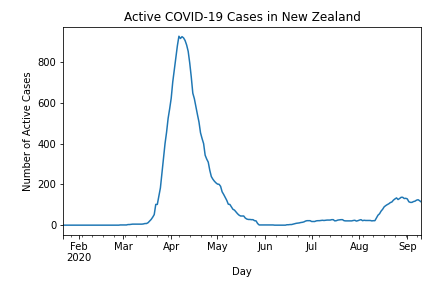 Active COVID-19 Cases in New Zealand
Number of Active Cases
800
600
400
200
0
Feb Mar Apr May Jun Jul Aug Sep
2020
Day